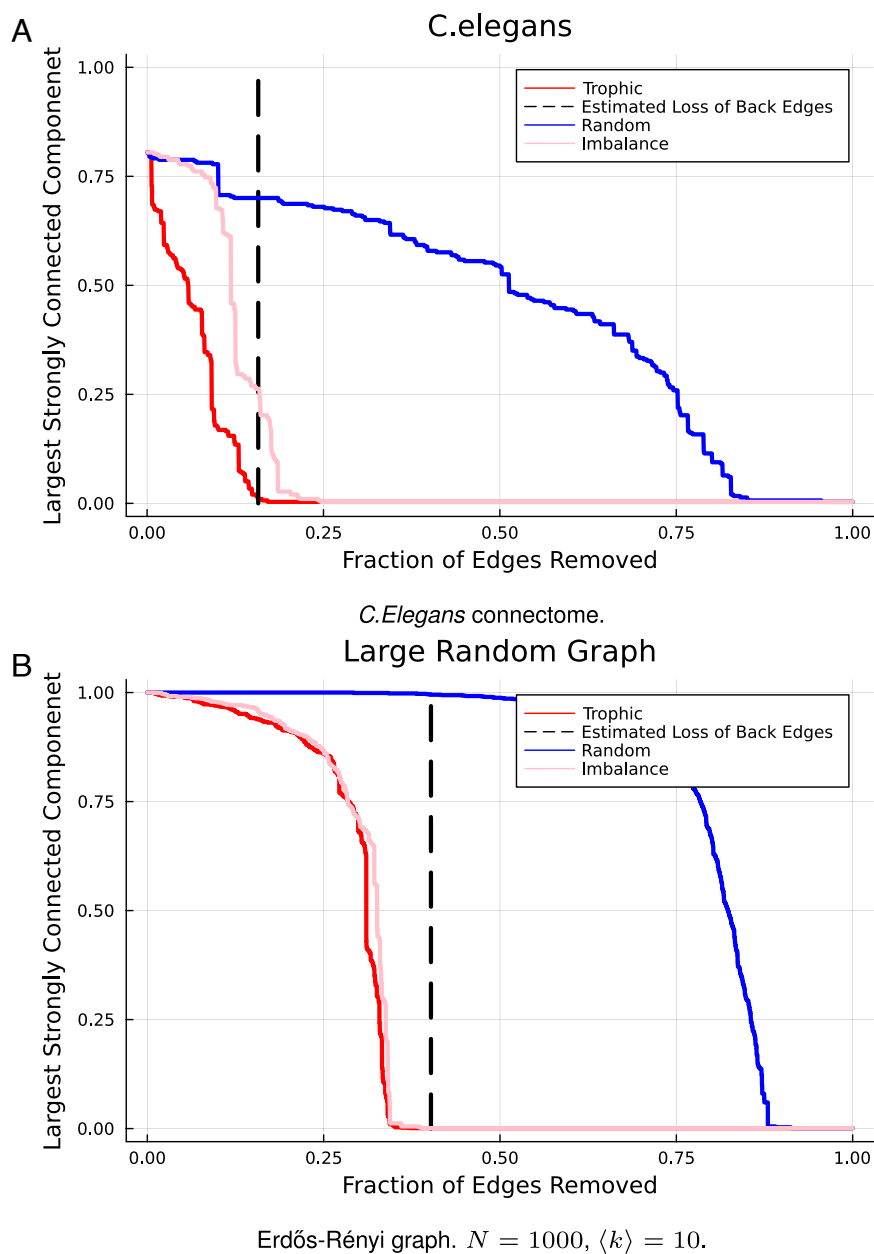 A
C.elegans
1.00
0.75
0.50
0.25
0.00
Largest Strongly Connected Componenet
Trophic
Estimated Loss of Back Edges
Random
Imbalance
0.00 0.25 0.50 0.75 1.00
Fraction of Edges Removed
C.Elegans connectome.
B
Large Random Graph
1.00
0.75
0.50
0.25
0.00
Largest Strongly Connected Componenet
Trophic
Estimated Loss of Back Edges
Random
Imbalance
0.00 0.25 0.50 0.75 1.00
Fraction of Edges Removed
Erdős-Rényi graph. N = 1000, ⟨k⟩ = 10.